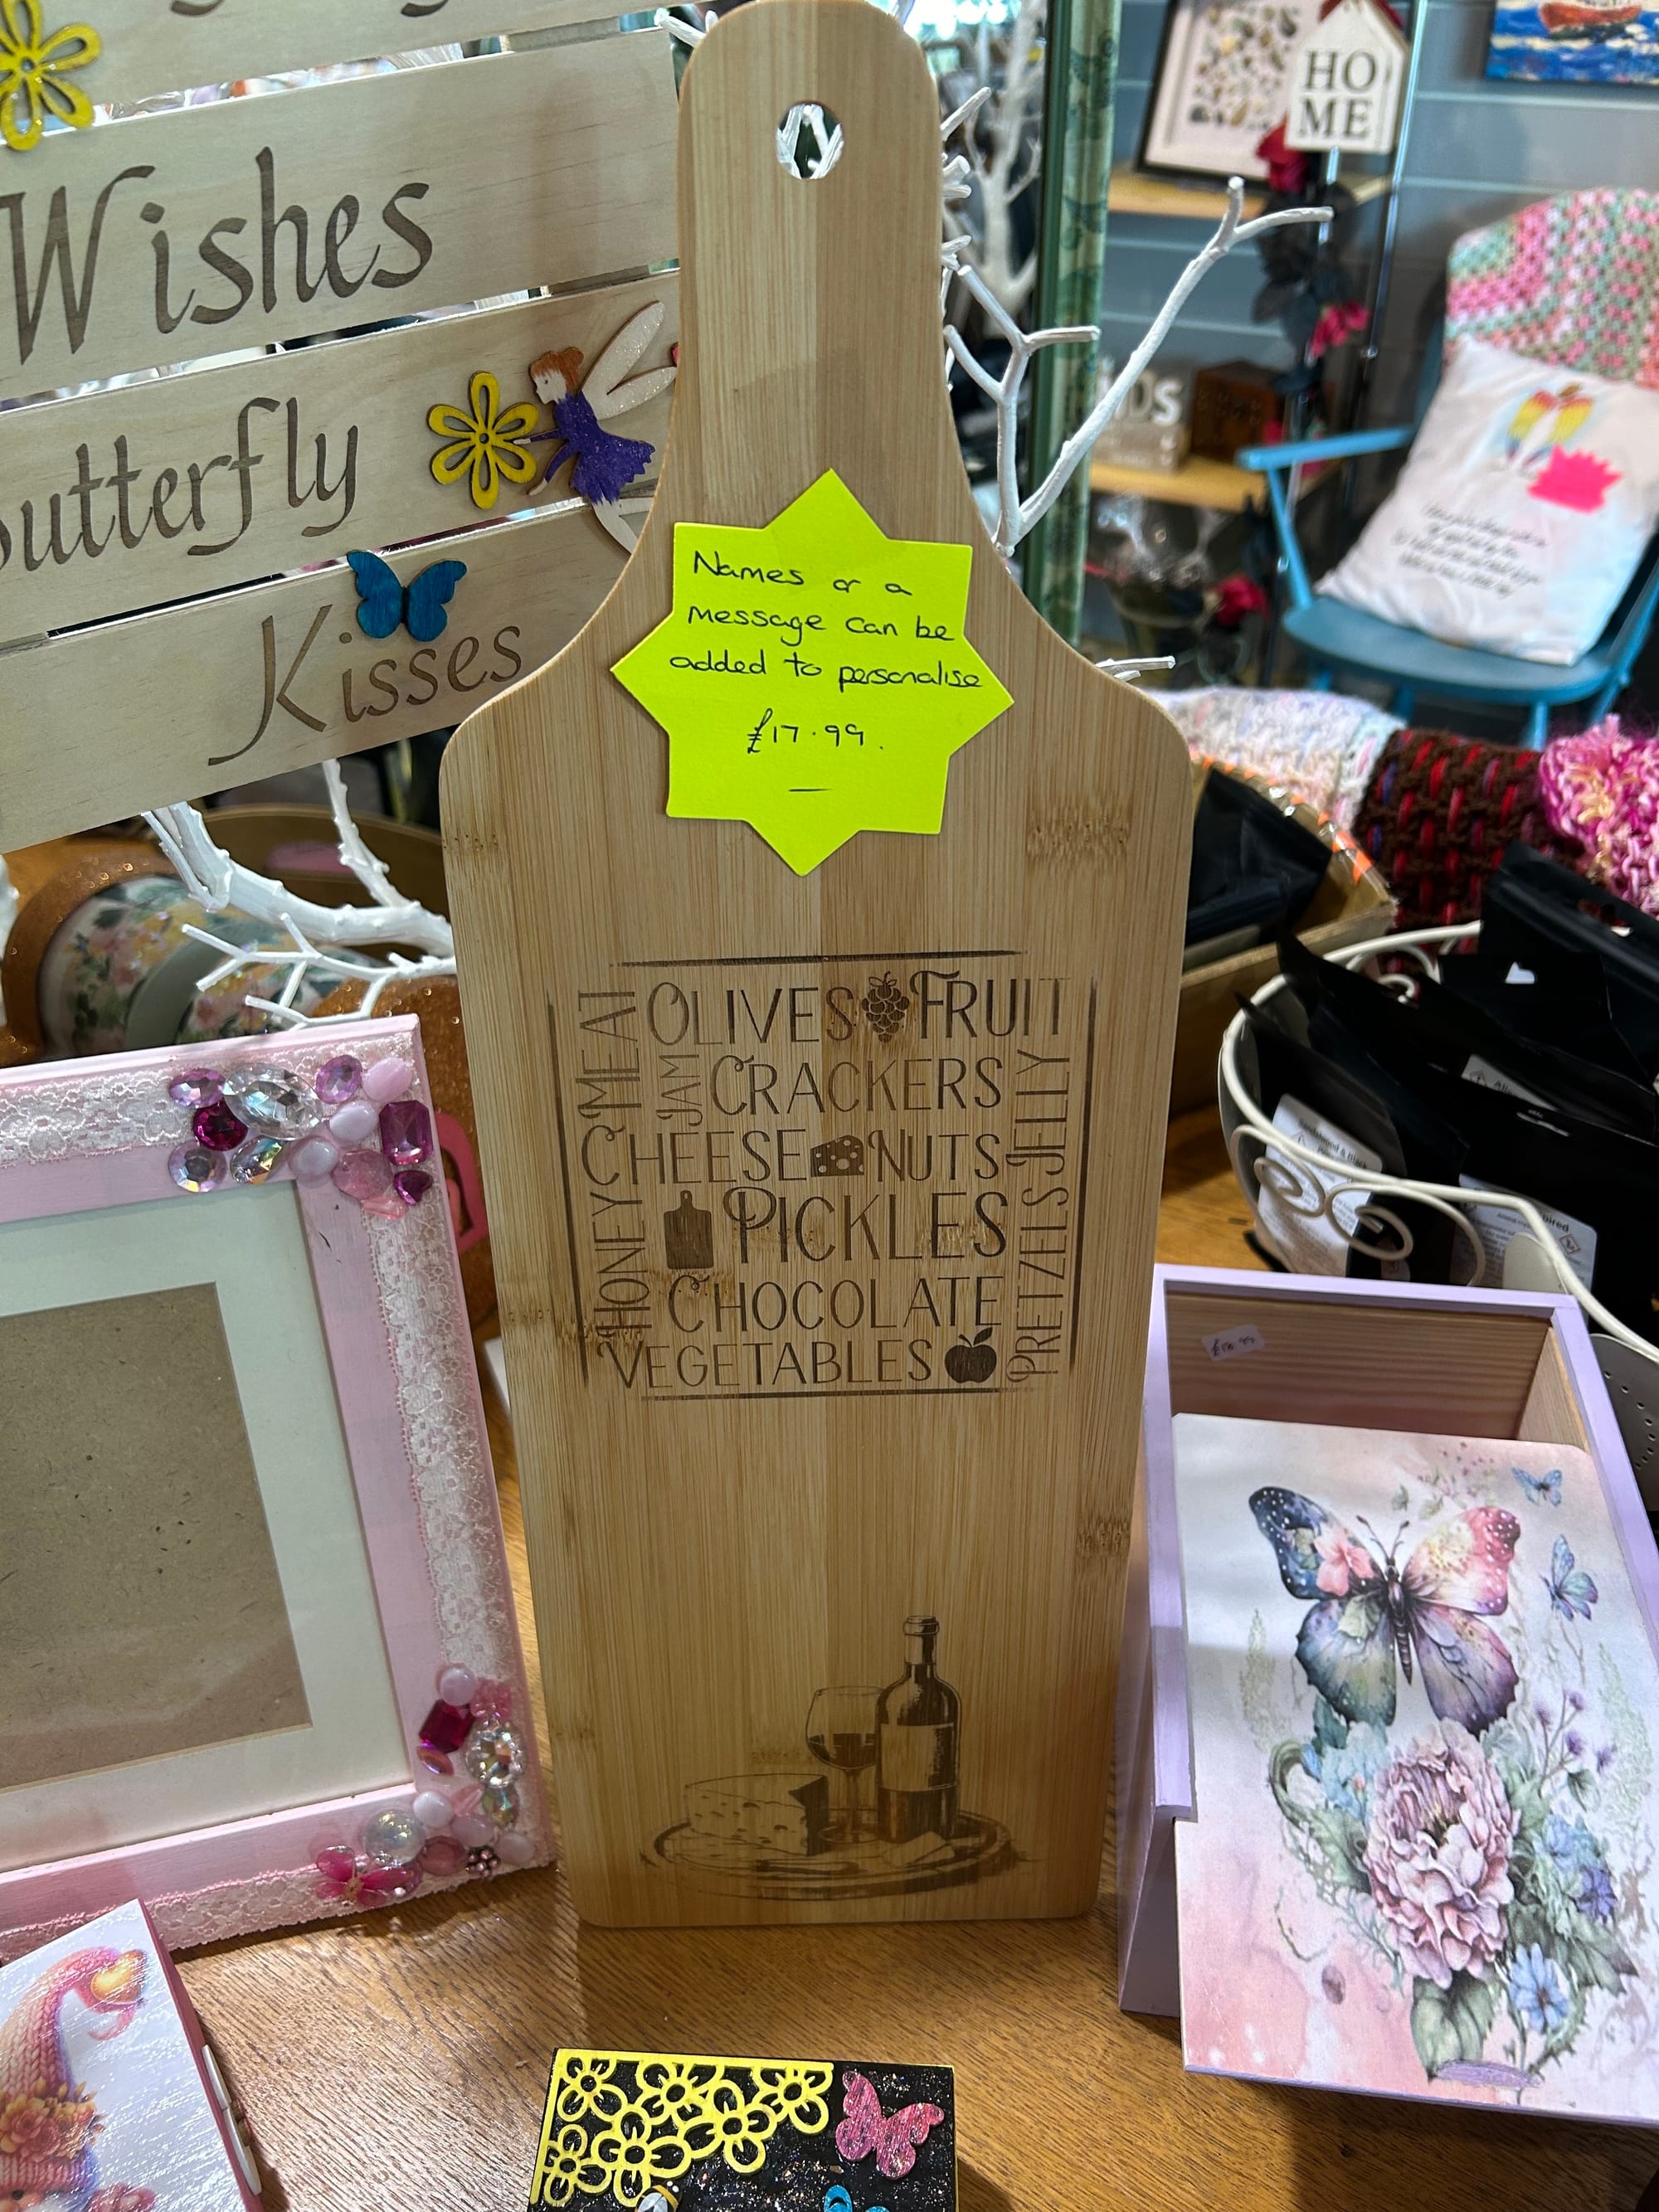 Wishes
Butterfly
Kisses
HO
ME
Names or a
message can be
added to personalise
£17.99.
MEAT
OLIVES FRUIT
JAM
CRACKERS
JELLY
CHEESE NUTS
HONEY
PICKLES
PRETZELS
CHOCOLATE
VEGETABLES